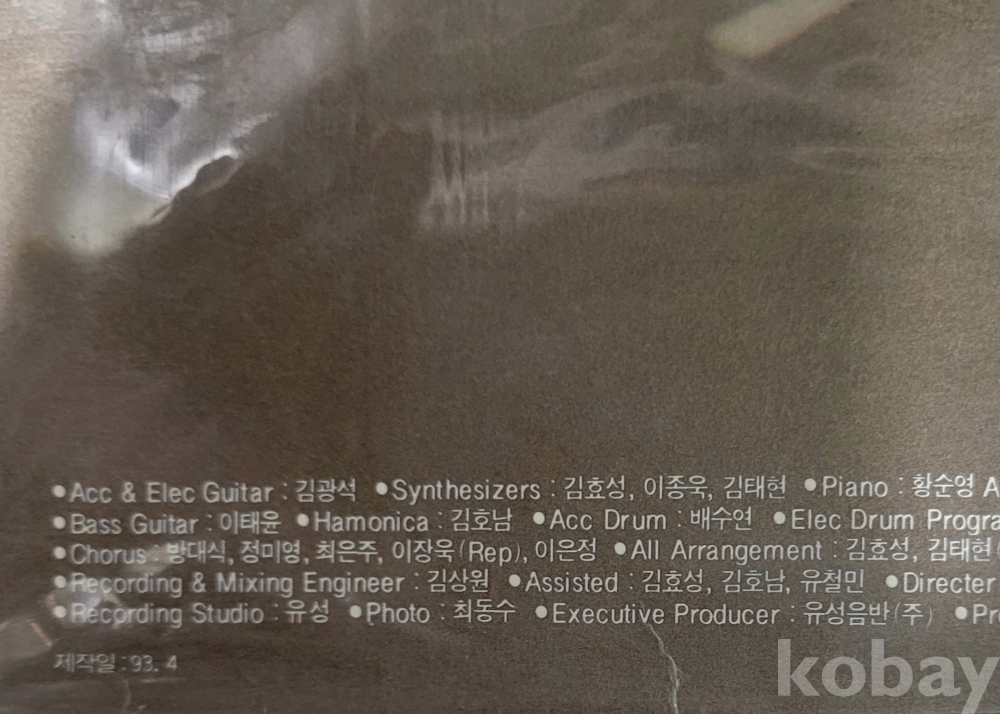 •Acc & Elec Guitar : 김광석 •Synthesizers : 김효성, 이종욱, 김태현 •Piano : 황순영 A
•Bass Guitar : 이태윤 •Hamonica : 김호남 •Acc Drum : 배수연 •Elec Drum Progra
•Chorus : 방대식, 정미영, 최은주, 이장욱(Rep), 이은정 •All Arrangement : 김효성, 김태현(
•Recording & Mixing Engineer : 김상원 •Assisted : 김효성, 김호남, 유철민 •Directer
•Recording Studio : 유성 •Photo : 최동수 •Executive Producer : 유성음반(주) •Pr
제작일 : 93. 4
kobay